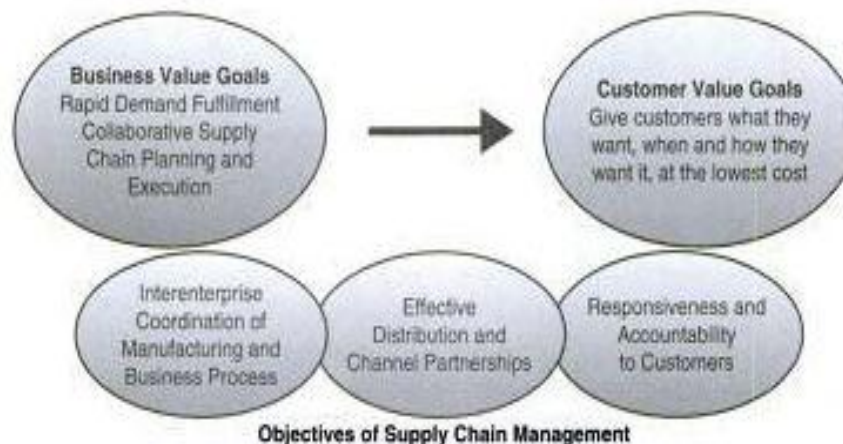 Business Value Goals
Rapid Demand Fulfillment
Collaborative Supply
Chain Planning and
Execution
Customer Value Goals
Give customers what they
want, when and how they
want it, at the lowest cost
Interenterprise
Coordination of
Manufacturing and
Business Process
Effective
Distribution and
Channel Partnerships
Responsiveness and
Accountability
to Customers
Objectives of Supply Chain Management